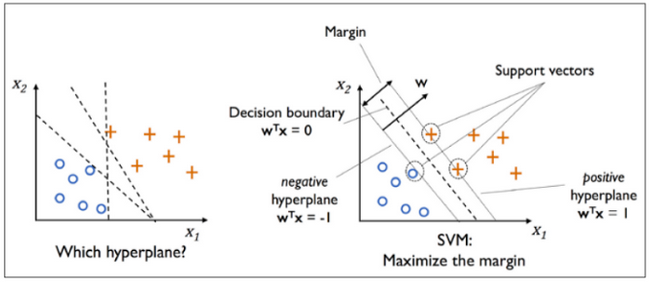 X2
X1
Which hyperplane?
Margin
X2
w
Support vectors
Decision boundary
wᵀx = 0
negative
hyperplane
wᵀx = -1
positive
hyperplane
wᵀx = 1
X1
SVM:
Maximize the margin